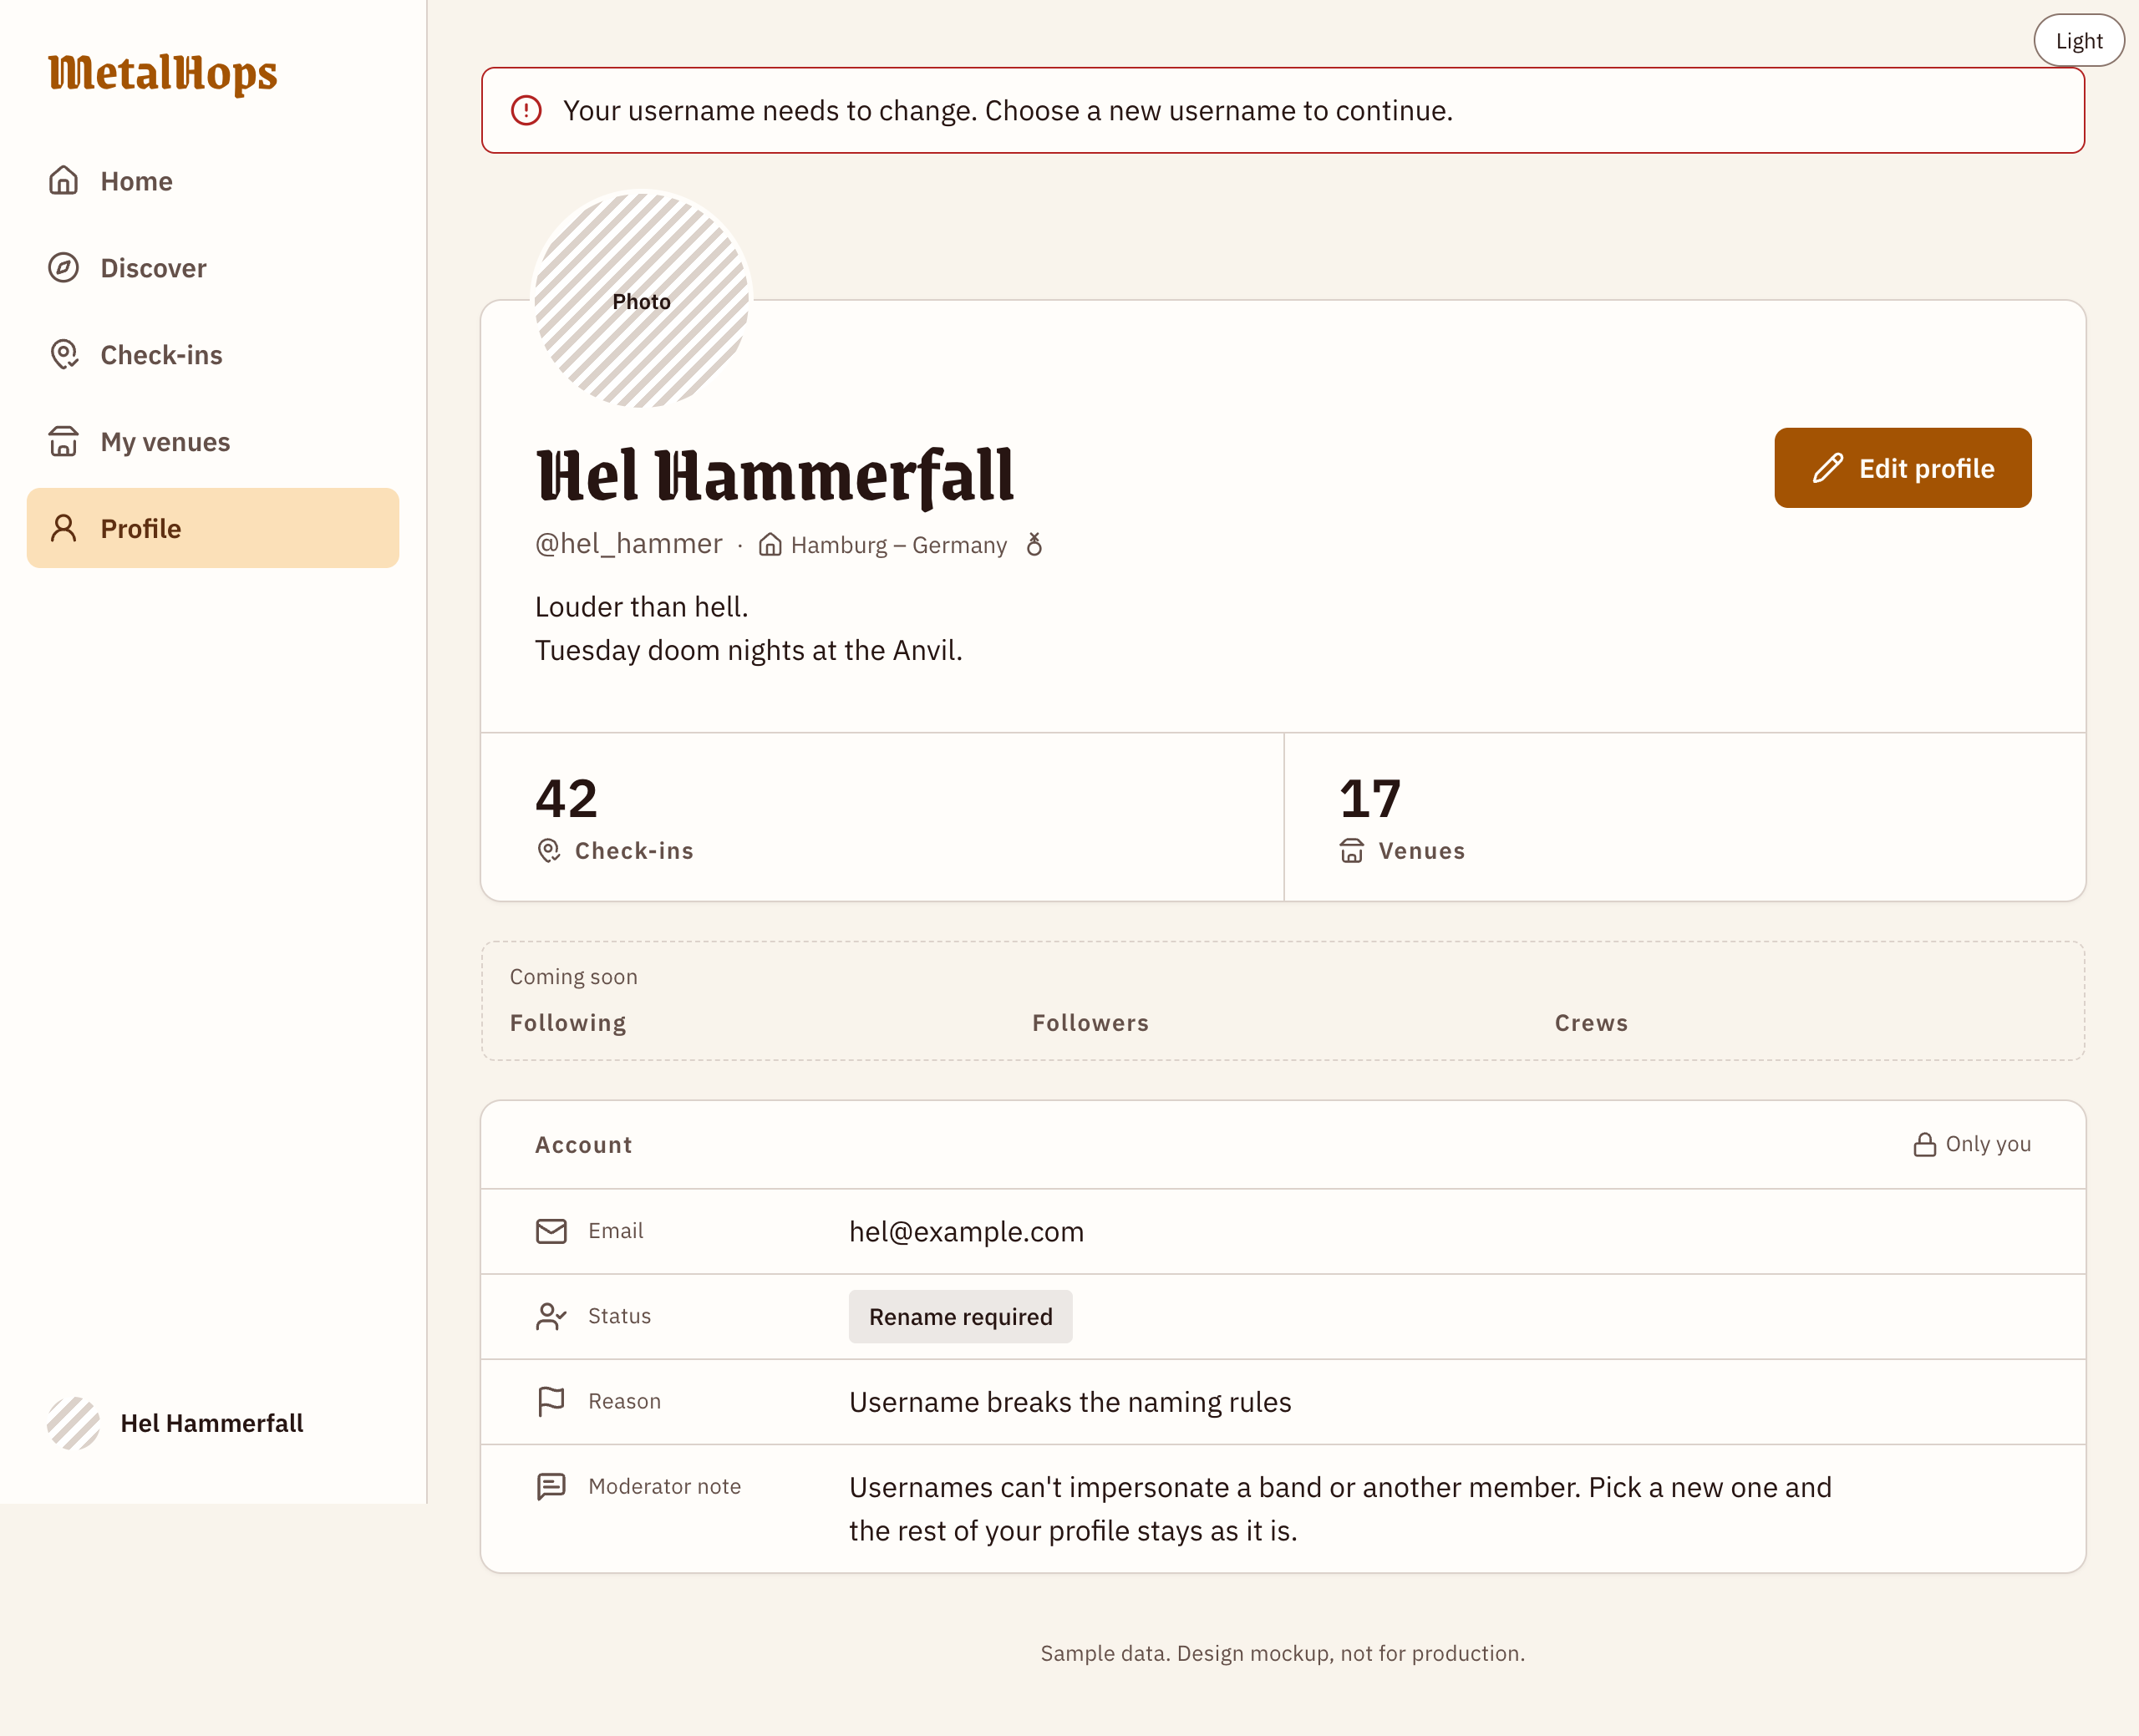 MetalHops
Home
Discover
Check-ins
My venues
Profile
Hel Hammerfall
Light
Your username needs to change. Choose a new username to continue.
Photo
Hel Hammerfall
Edit profile
@hel_hammer · Hamburg – Germany
Louder than hell.
Tuesday doom nights at the Anvil.
42
Check-ins
17
Venues
Coming soon
Following
Followers
Crews
Account
Only you
Email
hel@example.com
Status
Rename required
Reason
Username breaks the naming rules
Moderator note
Usernames can't impersonate a band or another member. Pick a new one and
the rest of your profile stays as it is.
Sample data. Design mockup, not for production.